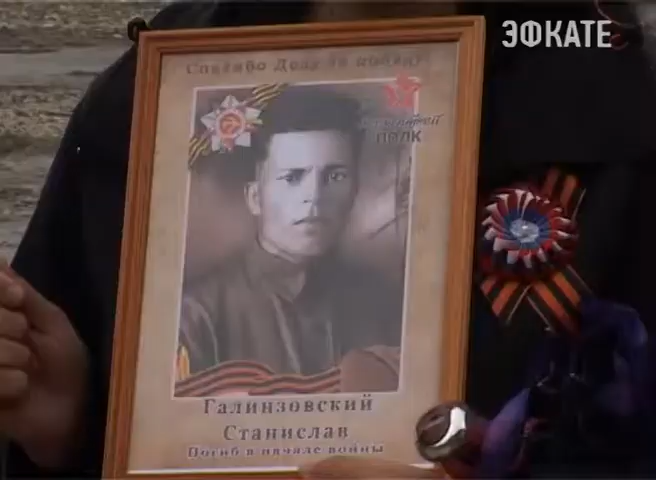 ЭФКАТЕ
Спасибо Деду за победу!
полк
Галинзовский
Станислав
Погиб в начале войны